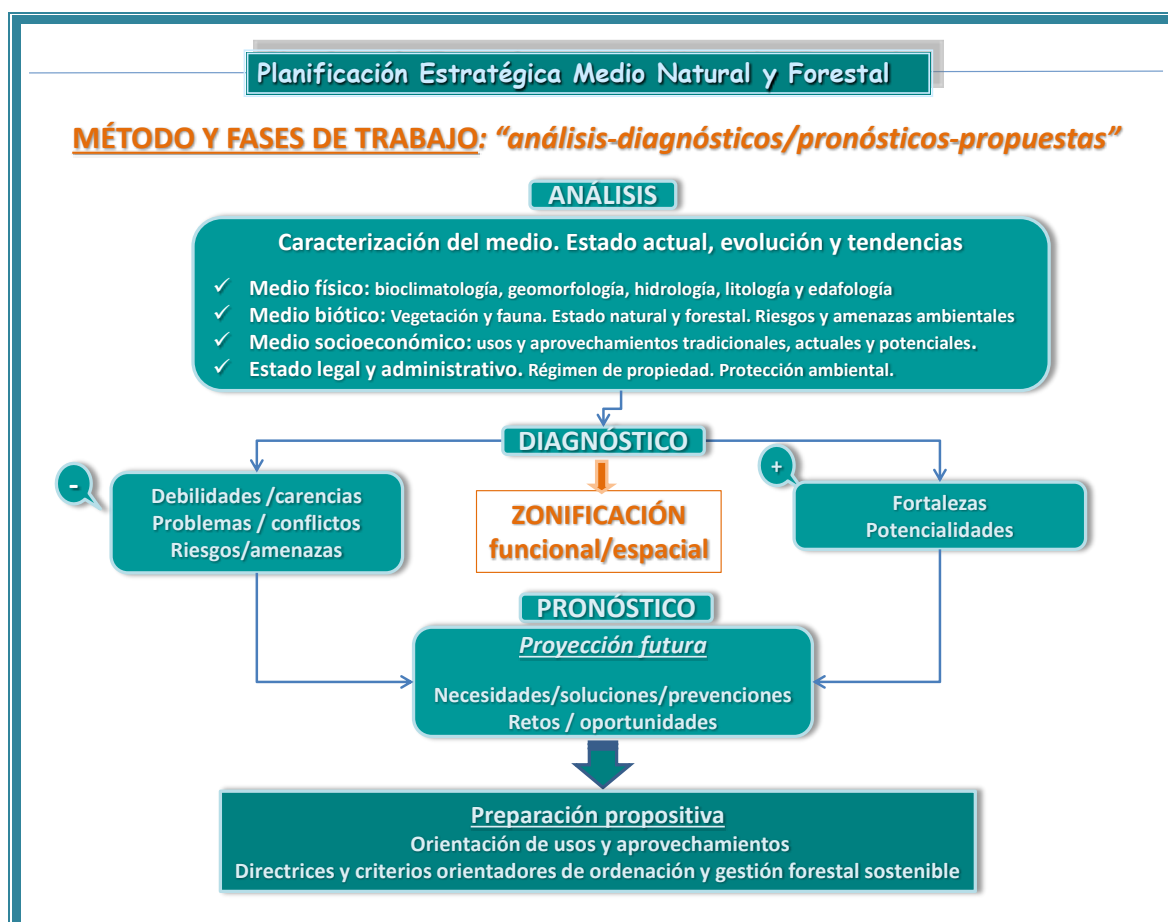 Planificación Estratégica Medio Natural y Forestal
MÉTODO Y FASES DE TRABAJO: “análisis-diagnósticos/pronósticos-propuestas”
ANÁLISIS
Caracterización del medio. Estado actual, evolución y tendencias
✓ Medio físico: bioclimatología, geomorfología, hidrología, litología y edafología
✓ Medio biótico: Vegetación y fauna. Estado natural y forestal. Riesgos y amenazas ambientales
✓ Medio socioeconómico: usos y aprovechamientos tradicionales, actuales y potenciales.
✓ Estado legal y administrativo. Régimen de propiedad. Protección ambiental.
DIAGNÓSTICO
-
Debilidades /carencias
Problemas / conflictos
Riesgos/amenazas
ZONIFICACIÓN
funcional/espacial
+
Fortalezas
Potencialidades
PRONÓSTICO
Proyección futura
Necesidades/soluciones/prevenciones
Retos / oportunidades
Preparación propositiva
Orientación de usos y aprovechamientos
Directrices y criterios orientadores de ordenación y gestión forestal sostenible